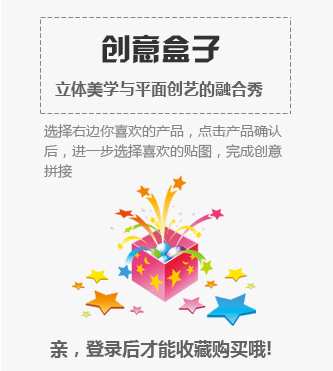 创意盒子
立体美学与平面创艺的融合秀
选择右边你喜欢的产品，点击产品确认
后，进一步选择喜欢的贴图，完成创意
拼接
亲，登录后才能收藏购买哦!